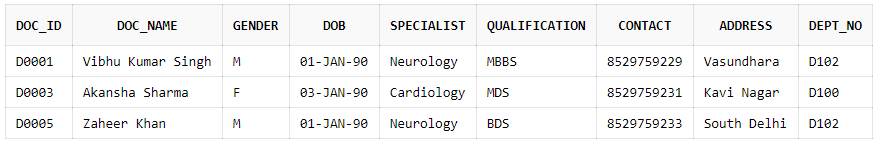 DOC_ID DOC_NAME GENDER DOB SPECIALIST QUALIFICATION CONTACT ADDRESS DEPT_NO
D0001 Vibhu Kumar Singh M 01-JAN-90 Neurology MBBS 8529759229 Vasundhara D102
D0003 Akansha Sharma F 03-JAN-90 Cardiology MDS 8529759231 Kavi Nagar D100
D0005 Zaheer Khan M 01-JAN-90 Neurology BDS 8529759233 South Delhi D102